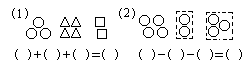 (1) (2)
( )+( )+( )=( ) ( )-( )-( )=( )